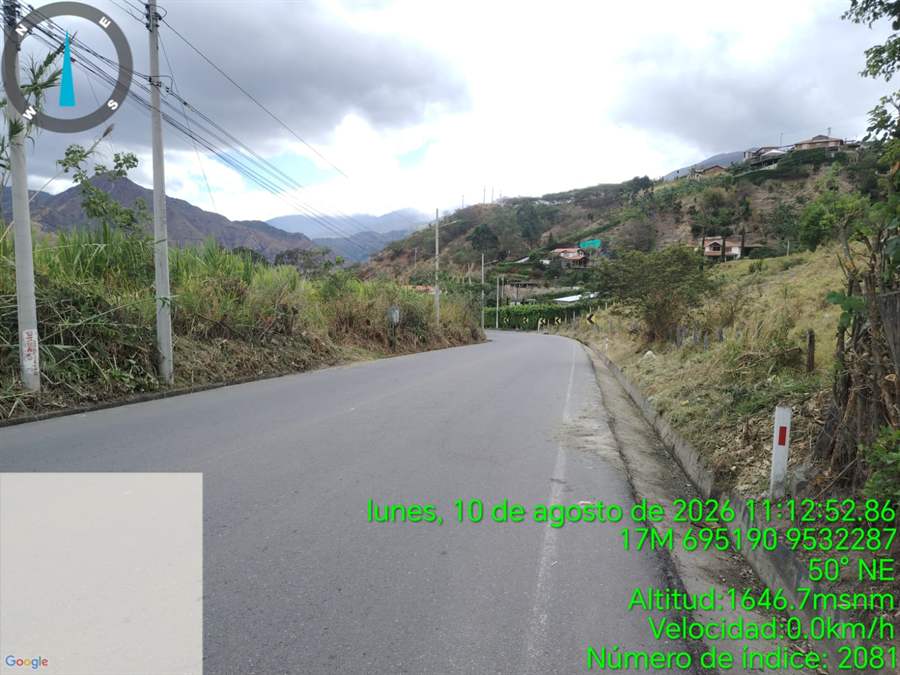 N
E
W
S
lunes, 10 de agosto de 2026 11:12:52.86
17M 695190 9532287
50° NE
Altitud:1646.7msnm
Velocidad:0.0km/h
Número de índice: 2081
Google